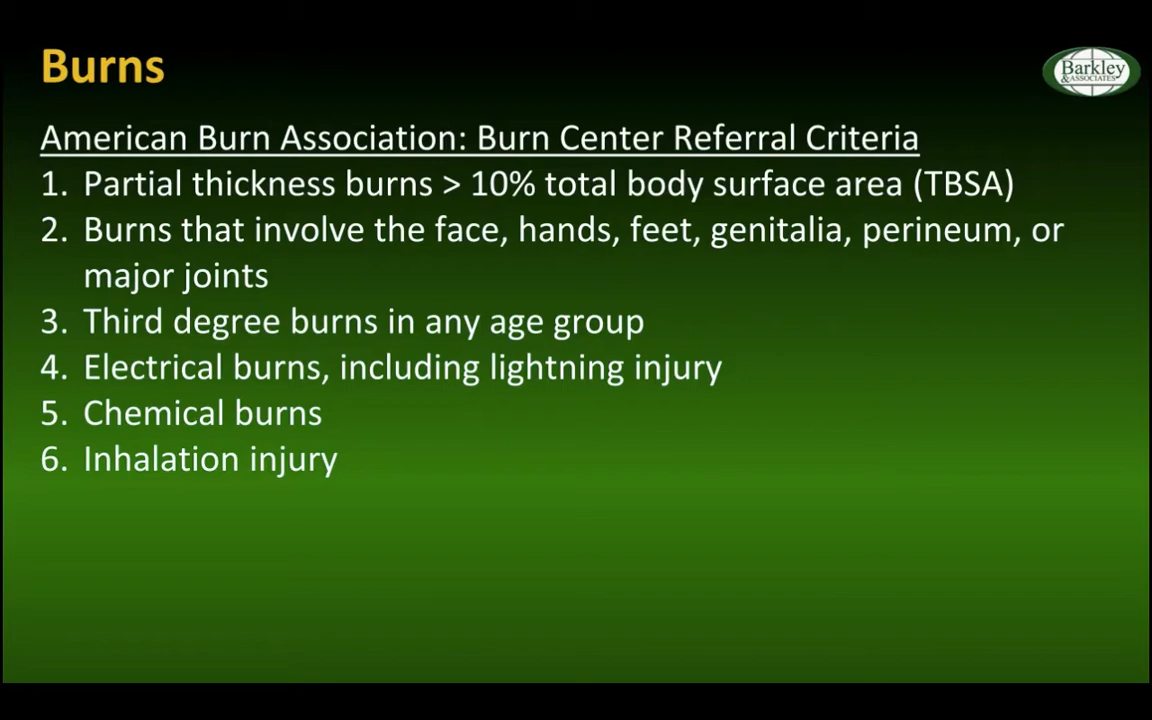 Burns
Barkley
& ASSOCIATES
American Burn Association: Burn Center Referral Criteria
1. Partial thickness burns > 10% total body surface area (TBSA)
2. Burns that involve the face, hands, feet, genitalia, perineum, or
major joints
3. Third degree burns in any age group
4. Electrical burns, including lightning injury
5. Chemical burns
6. Inhalation injury